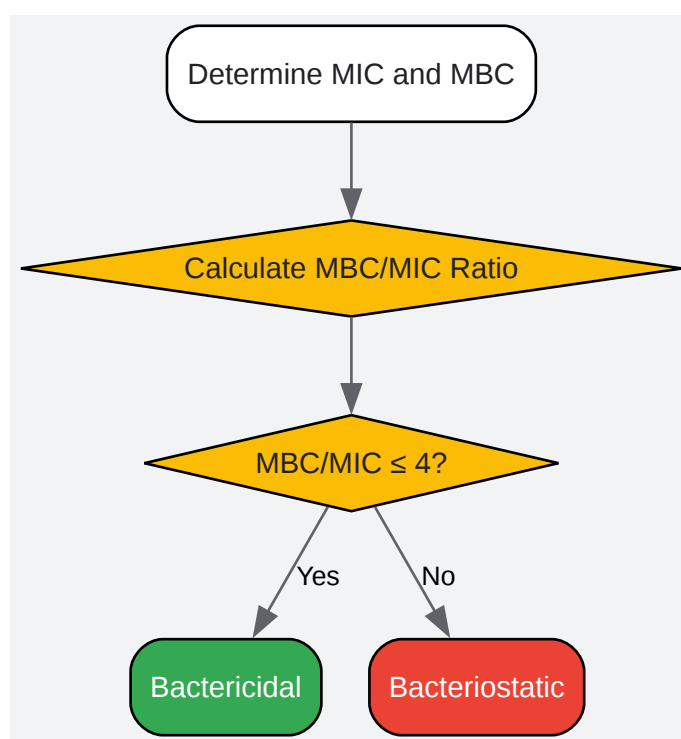 Determine MIC and MBC
Calculate MBC/MIC Ratio
MBC/MIC ≤ 4?
Yes
No
Bactericidal
Bacteriostatic